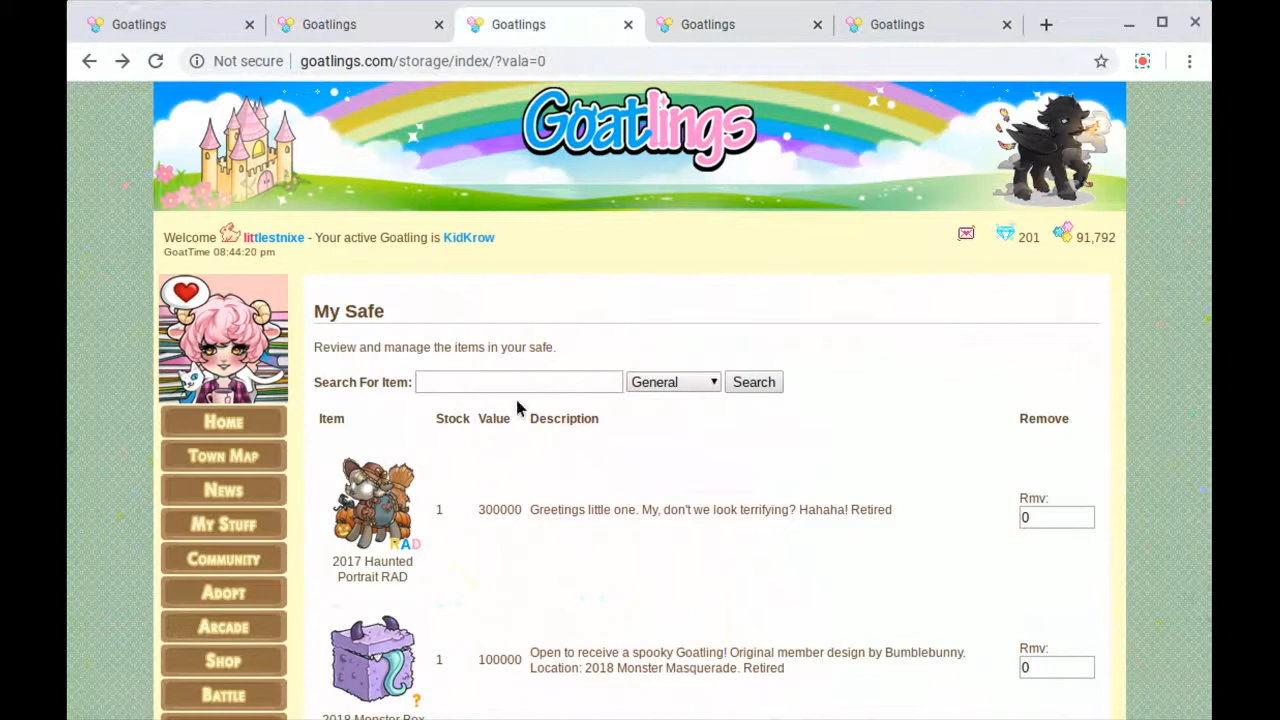 Goatlings
Goatlings
Goatlings
Goatlings
Goatlings
Not secure
goatlings.com/storage/index/?vala=0
Goatlings
Welcome littlestnixe - Your active Goatling is KidKrow
201
91,792
GoatTime 08:44:20 pm
Home
Town Map
News
My Stuff
Community
Adopt
Arcade
Shop
Battle
My Safe
Review and manage the items in your safe.
Search For Item:
General
Search
Item
Stock
Value
Description
Remove
RAD
2017 Haunted
Portrait RAD
1
300000
Greetings little one. My, don't we look terrifying? Hahaha! Retired
Rmv:
0
?
2018 Monster Box
1
100000
Open to receive a spooky Goatling! Original member design by Bumblebunny.
Location: 2018 Monster Masquerade. Retired
Rmv:
0